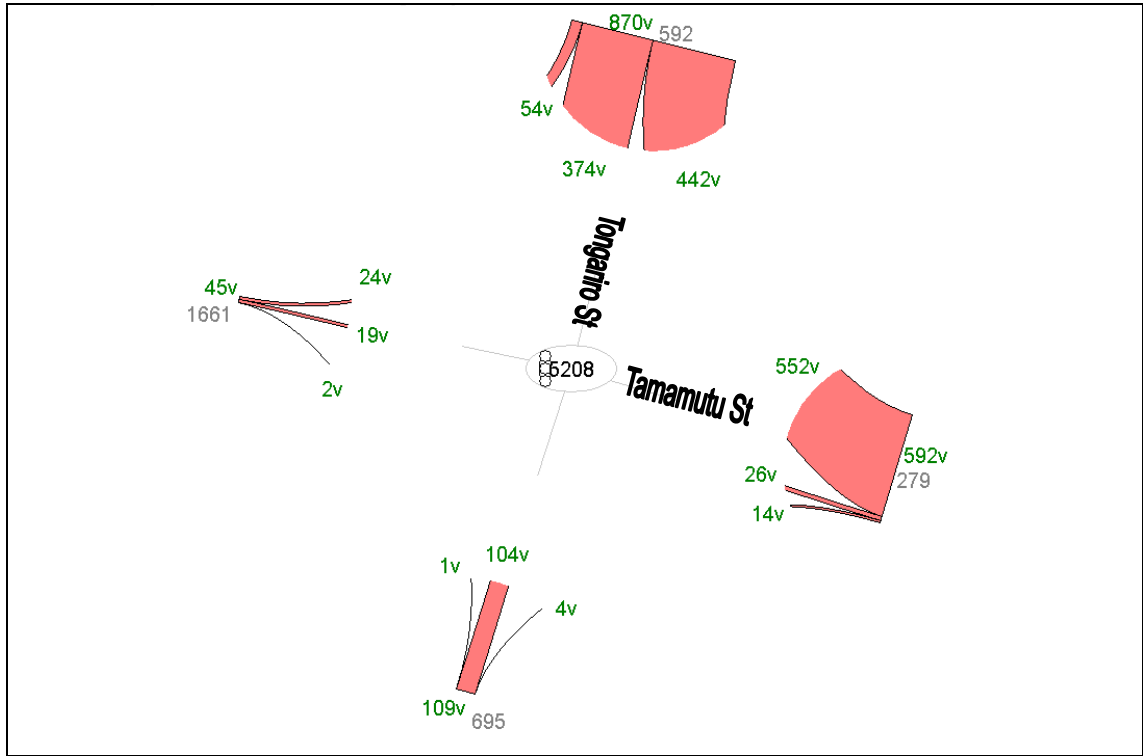 870v
592
54v
374v
442v
Tongariro St
45v
1661
24v
19v
2v
5208
Tamamutu St
552v
592v
279
26v
14v
1v
104v
4v
109v
695